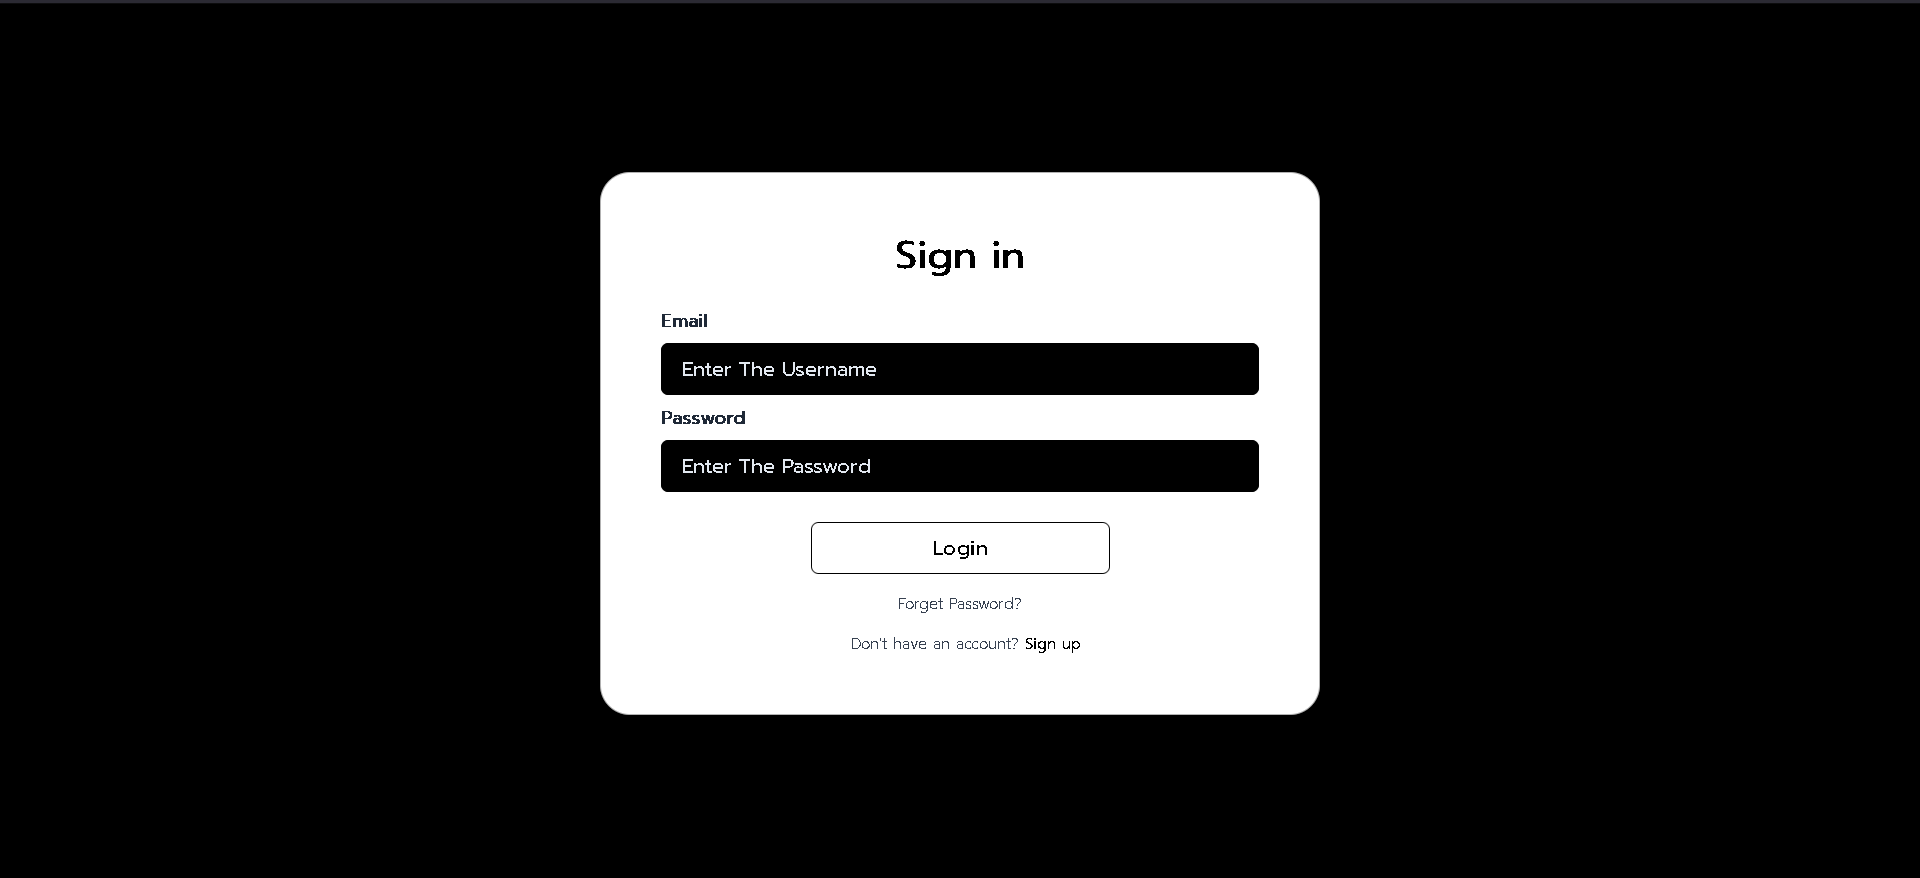 Sign in
Email
Enter The Username
Password
Enter The Password
Login
Forget Password?
Don't have an account? Sign up